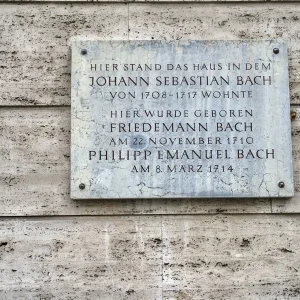 HIER STAND DAS HAUS IN DEM
JOHANN SEBASTIAN BACH
VON 1708-1717 WOHNTE
HIER WURDE GEBOREN
FRIEDEMANN BACH
AM 22. NOVEMBER 1710
PHILIPP EMANUEL BACH
AM 8. MÄRZ 1714